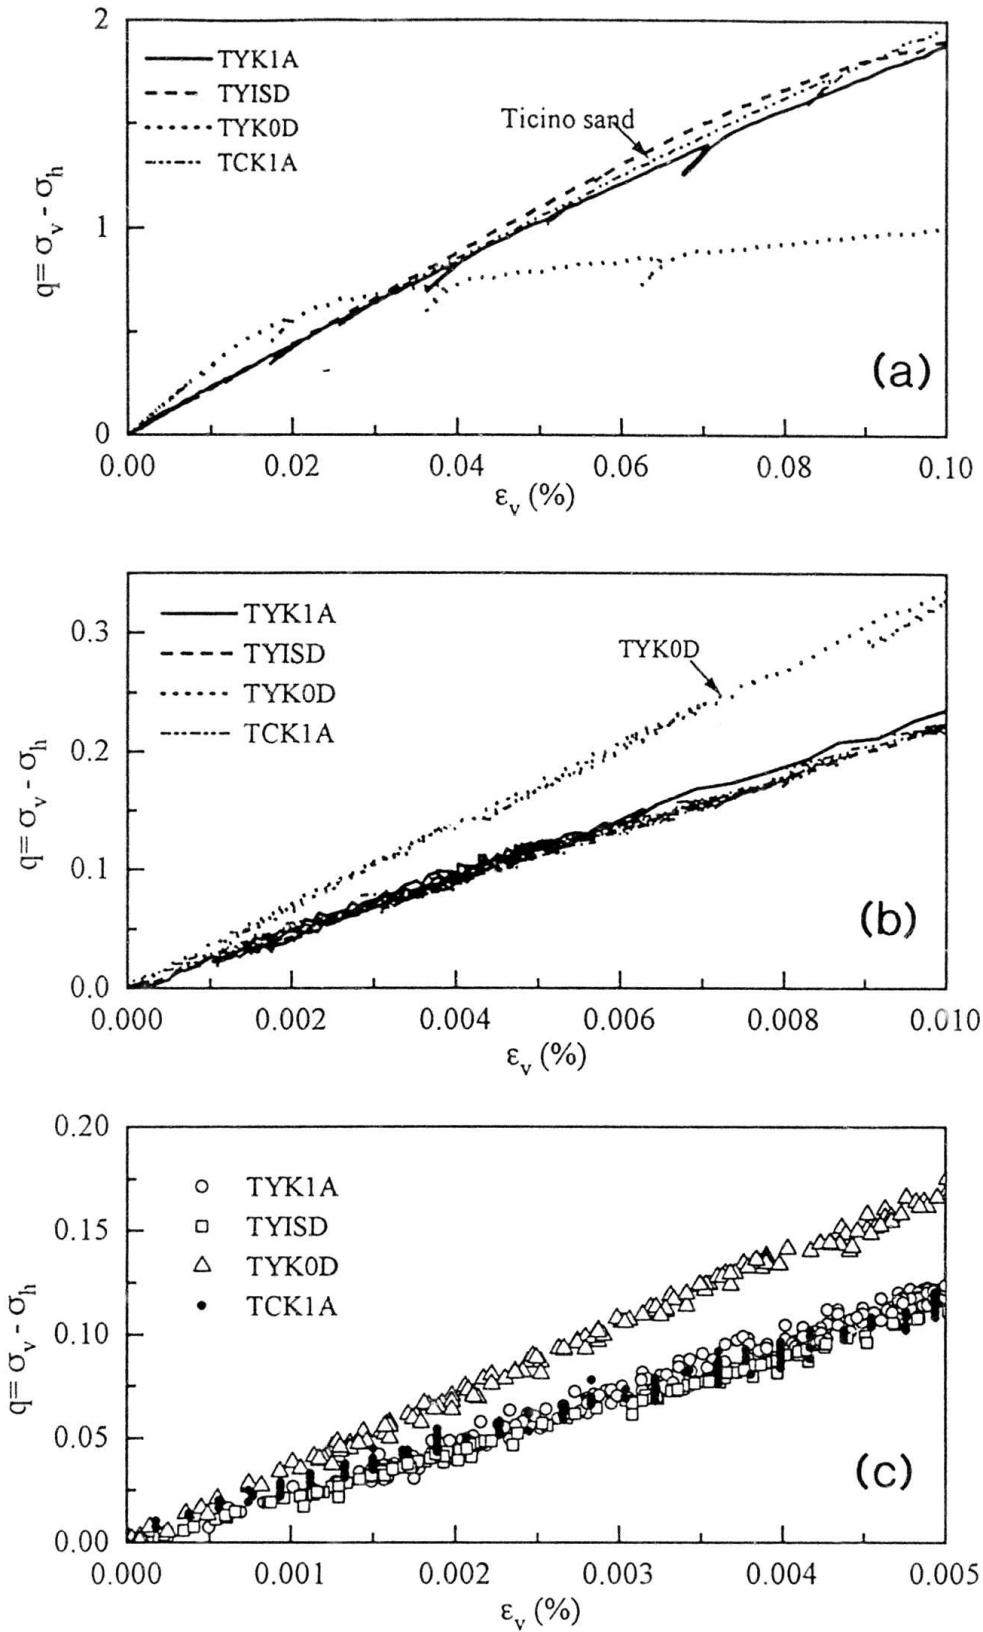 2
1
0
q= σv - σh
TYK1A
TYISD
TYK0D
TCK1A
Ticino sand
(a)
0.00 0.02 0.04 0.06 0.08 0.10
εv (%)
0.3
0.2
0.1
0.0
q= σv - σh
TYK1A
TYISD
TYK0D
TCK1A
TYK0D
(b)
0.000 0.002 0.004 0.006 0.008 0.010
εv (%)
0.20
0.15
0.10
0.05
0.00
q= σv - σh
TYK1A
TYISD
TYK0D
TCK1A
(c)
0.000 0.001 0.002 0.003 0.004 0.005
εv (%)